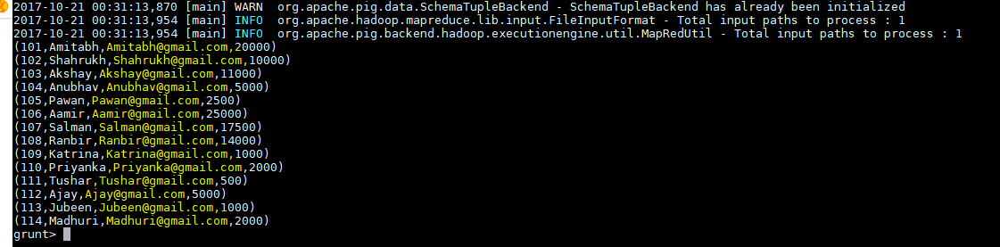 2017-10-21 00:31:13,870 [main] WARN  org.apache.pig.data.SchemaTupleBackend - SchemaTupleBackend has already been initialized
2017-10-21 00:31:13,954 [main] INFO  org.apache.hadoop.mapreduce.lib.input.FileInputFormat - Total input paths to process : 1
2017-10-21 00:31:13,954 [main] INFO  org.apache.pig.backend.hadoop.executionengine.util.MapRedUtil - Total input paths to process : 1
(101,Amitabh,Amitabh@gmail.com,20000)
(102,Shahrukh,Shahrukh@gmail.com,10000)
(103,Akshay,Akshay@gmail.com,11000)
(104,Anubhav,Anubhav@gmail.com,5000)
(105,Pawan,Pawan@gmail.com,2500)
(106,Aamir,Aamir@gmail.com,25000)
(107,Salman,Salman@gmail.com,17500)
(108,Ranbir,Ranbir@gmail.com,14000)
(109,Katrina,Katrina@gmail.com,1000)
(110,Priyanka,Priyanka@gmail.com,2000)
(111,Tushar,Tushar@gmail.com,500)
(112,Ajay,Ajay@gmail.com,5000)
(113,Jubeen,Jubeen@gmail.com,1000)
(114,Madhuri,Madhuri@gmail.com,2000)
grunt>